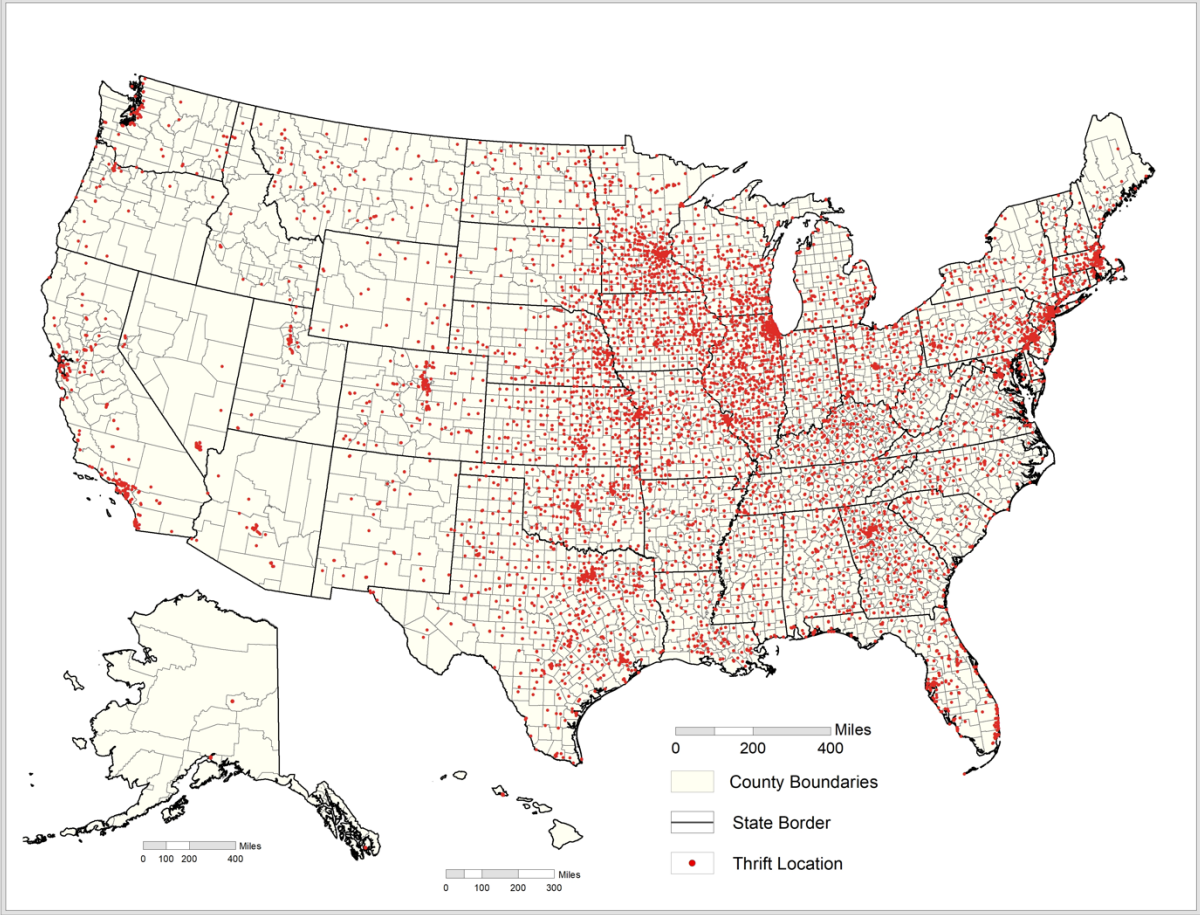 Miles
0 200 400
County Boundaries
State Border
Thrift Location
Miles
0 100 200 400
Miles
0 100 200 300